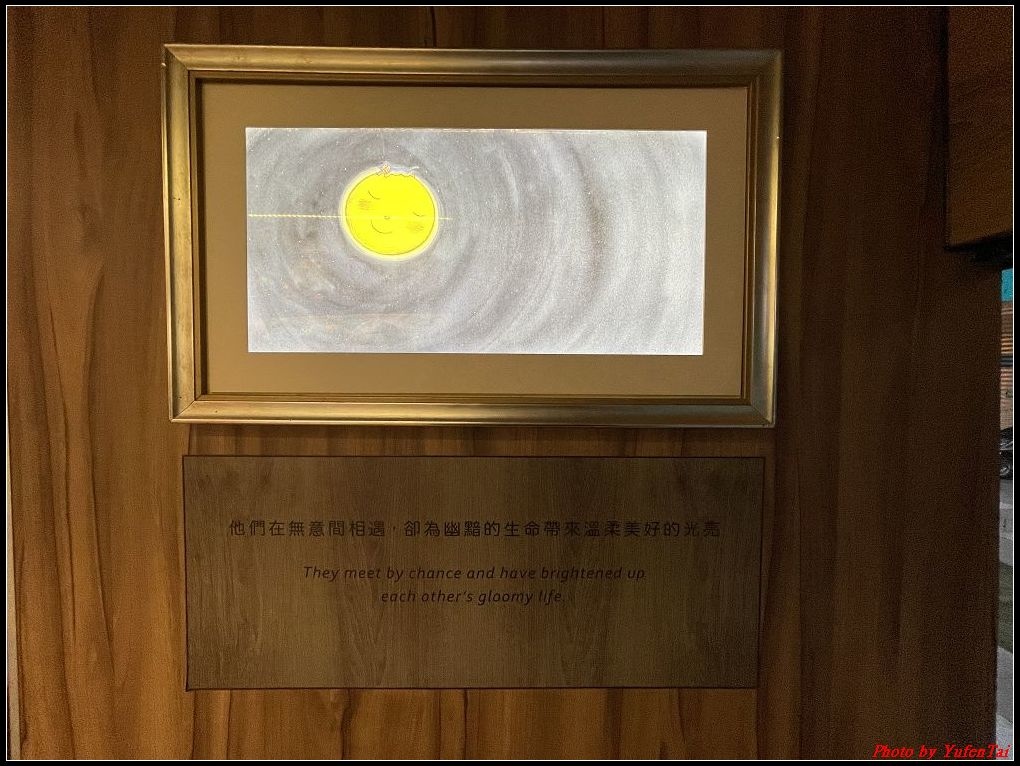 他們在無意間相遇，卻為幽黯的生命帶來溫柔美好的光亮
They meet by chance and have brightened up
each other's gloomy life.
Photo by YufenTai